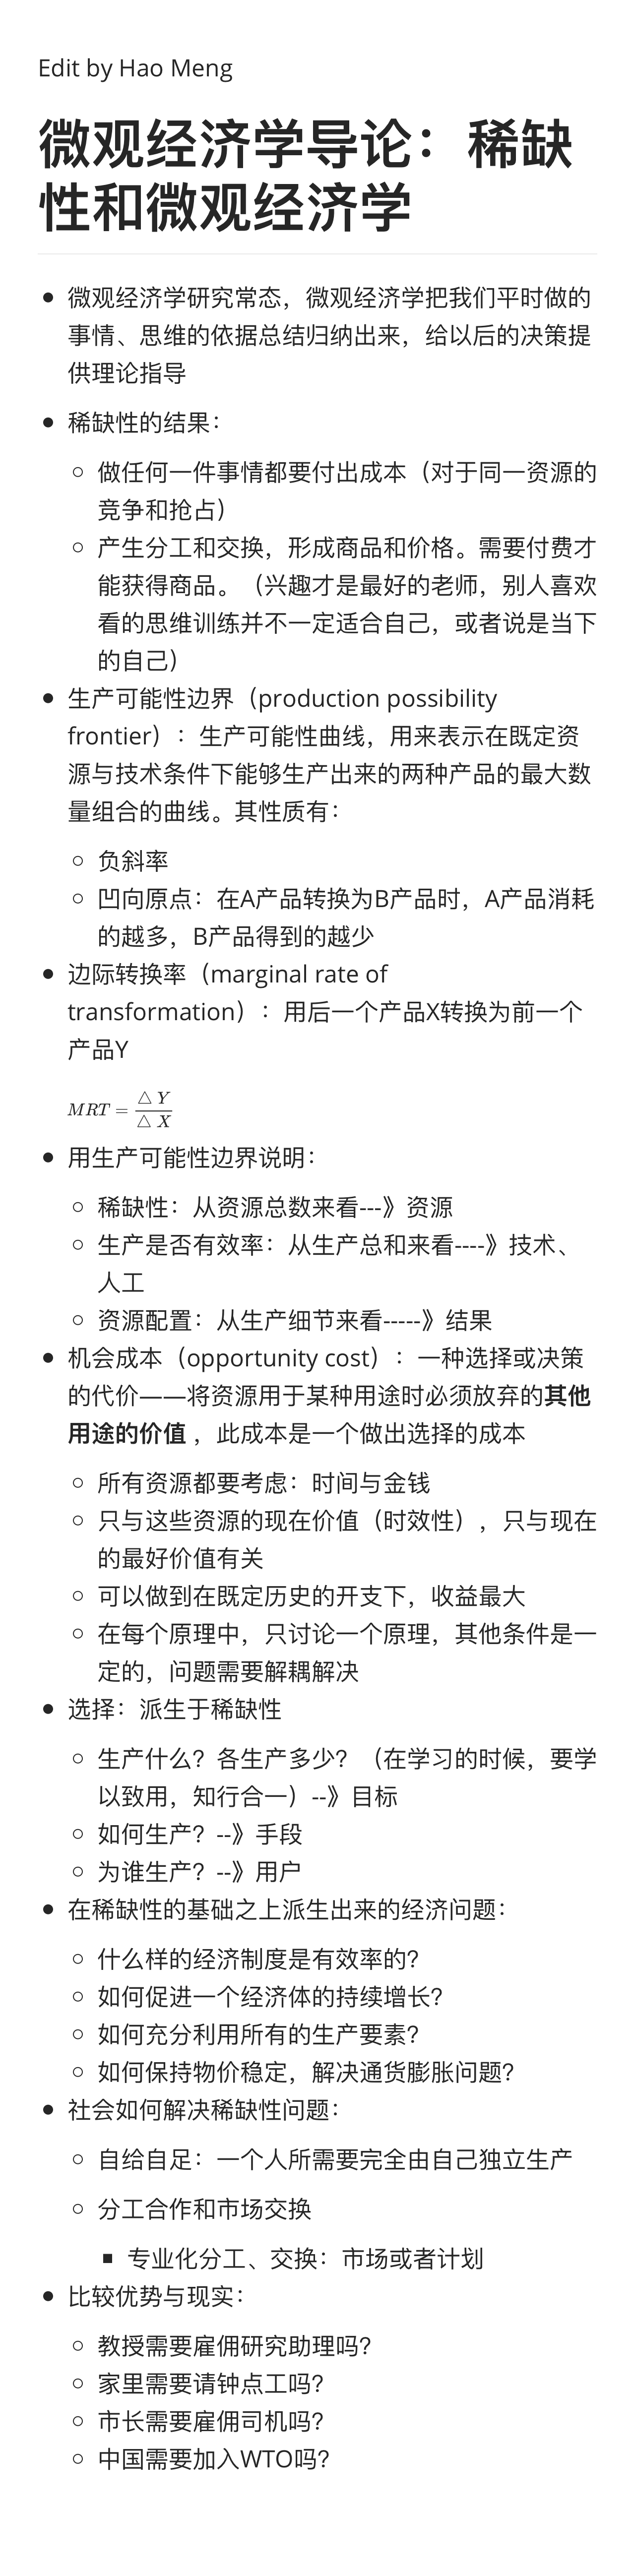 Edit by Hao Meng
微观经济学导论：稀缺
性和微观经济学
微观经济学研究常态，微观经济学把我们平时做的
事情、思维的依据总结归纳出来，给以后的决策提
供理论指导
稀缺性的结果：
做任何一件事情都要付出成本（对于同一资源的
竞争和抢占）
产生分工和交换，形成商品和价格。需要付费才
能获得商品。（兴趣才是最好的老师，别人喜欢
看的思维训练并不一定适合自己，或者说是当下
的自己）
生产可能性边界（production possibility
frontier）：生产可能性曲线，用来表示在既定资
源与技术条件下能够生产出来的两种产品的最大数
量组合的曲线。其性质有：
负斜率
凹向原点：在A产品转换为B产品时，A产品消耗
的越多，B产品得到的越少
边际转换率（marginal rate of
transformation）：用后一个产品X转换为前一个
产品Y
MRT = △Y / △X
用生产可能性边界说明：
稀缺性：从资源总数来看---》资源
生产是否有效率：从生产总和来看----》技术、
人工
资源配置：从生产细节来看-----》结果
机会成本（opportunity cost）：一种选择或决策
的代价——将资源用于某种用途时必须放弃的其他
用途的价值 ，此成本是一个做出选择的成本
所有资源都要考虑：时间与金钱
只与这些资源的现在价值（时效性），只与现在
的最好价值有关
可以做到在既定历史的开支下，收益最大
在每个原理中，只讨论一个原理，其他条件是一
定的，问题需要解耦解决
选择：派生于稀缺性
生产什么？各生产多少？（在学习的时候，要学
以致用，知行合一）--》目标
如何生产？--》手段
为谁生产？--》用户
在稀缺性的基础之上派生出来的经济问题：
什么样的经济制度是有效率的？
如何促进一个经济体的持续增长？
如何充分利用所有的生产要素？
如何保持物价稳定，解决通货膨胀问题？
社会如何解决稀缺性问题：
自给自足：一个人所需要完全由自己独立生产
分工合作和市场交换
专业化分工、交换：市场或者计划
比较优势与现实：
教授需要雇佣研究助理吗？
家里需要请钟点工吗？
市长需要雇佣司机吗？
中国需要加入WTO吗？